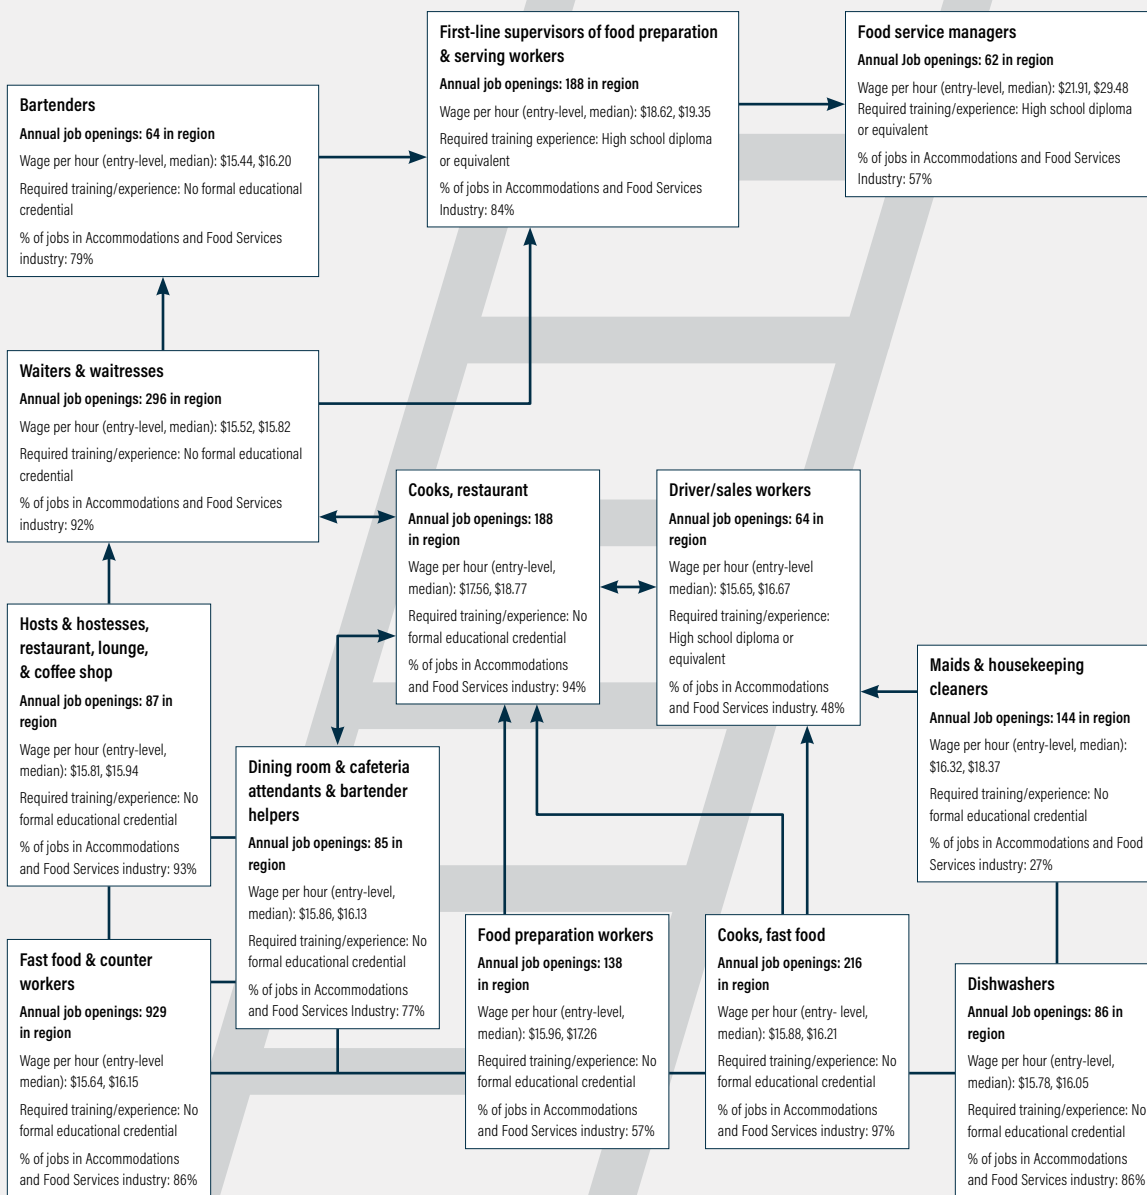 First-line supervisors of food preparation
& serving workers
Annual job openings: 188 in region
Wage per hour (entry-level, median): $18.62, $19.35
Required training experience: High school diploma
or equivalent
% of jobs in Accommodations and Food Services
Industry: 84%
Food service managers
Annual Job openings: 62 in region
Wage per hour (entry-level, median): $21.91, $29.48
Required training/experience: High school diploma
or equivalent
% of jobs in Accommodations and Food Services
Industry: 57%
Bartenders
Annual job openings: 64 in region
Wage per hour (entry-level, median): $15.44, $16.20
Required training/experience: No formal educational
credential
% of jobs in Accommodations and Food Services
industry: 79%
Waiters & waitresses
Annual job openings: 296 in region
Wage per hour (entry-level, median): $15.52, $15.82
Required training/experience: No formal educational
credential
% of jobs in Accommodations and Food Services
industry: 92%
Cooks, restaurant
Annual job openings: 188
in region
Wage per hour (entry-level,
median): $17.56, $18.77
Required training/experience: No
formal educational credential
% of jobs in Accommodations
and Food Services industry: 94%
Driver/sales workers
Annual job openings: 64 in
region
Wage per hour (entry-level
median): $15.65, $16.67
Required training/experience:
High school diploma or
equivalent
% of jobs in Accommodations
and Food Services industry. 48%
Hosts & hostesses,
restaurant, lounge,
& coffee shop
Annual job openings: 87 in
region
Wage per hour (entry-level,
median): $15.81, $15.94
Required training/experience: No
formal educational credential
% of jobs in Accommodations
and Food Services industry: 93%
Maids & housekeeping
cleaners
Annual Job openings: 144 in region
Wage per hour (entry-level, median):
$16.32, $18.37
Required training/experience: No
formal educational credential
% of jobs in Accommodations and Food
Services industry: 27%
Dining room & cafeteria
attendants & bartender
helpers
Annual job openings: 85 in
region
Wage per hour (entry-level,
median): $15.86, $16.13
Required training/experience: No
formal educational credential
% of jobs in Accommodations
and Food Services Industry: 77%
Fast food & counter
workers
Annual job openings: 929
in region
Wage per hour (entry-level
median): $15.64, $16.15
Required training/experience: No
formal educational credential
% of jobs in Accommodations
and Food Services industry: 86%
Food preparation workers
Annual job openings: 138
in region
Wage per hour (entry-level,
median): $15.96, $17.26
Required training/experience: No
formal educational credential
% of jobs in Accommodations
and Food Services industry: 57%
Cooks, fast food
Annual job openings: 216
in region
Wage per hour (entry- level,
median): $15.88, $16.21
Required training/experience: No
formal educational credential
% of jobs in Accommodations
and Food Services industry: 97%
Dishwashers
Annual Job openings: 86 in
region
Wage per hour (entry-level,
median): $15.78, $16.05
Required training/experience: No
formal educational credential
% of jobs in Accommodations
and Food Services industry: 86%